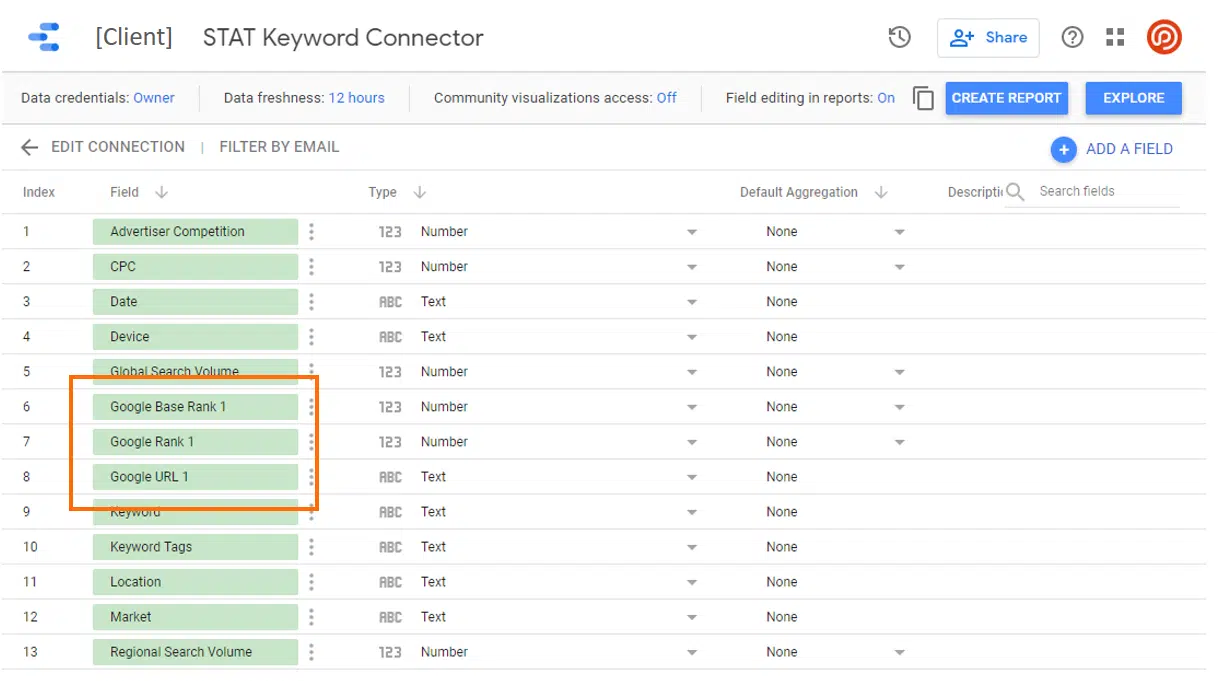 [Client] STAT Keyword Connector Share
Data credentials: Owner Data freshness: 12 hours Community visualizations access: Off Field editing in reports: On CREATE REPORT EXPLORE
EDIT CONNECTION | FILTER BY EMAIL ADD A FIELD
Index Field Type Default Aggregation Descripti Search fields
1 Advertiser Competition 123 Number None
2 CPC 123 Number None
3 Date ABC Text None
4 Device ABC Text None
5 Global Search Volume 123 Number None
6 Google Base Rank 1 123 Number None
7 Google Rank 1 123 Number None
8 Google URL 1 ABC Text None
9 Keyword ABC Text None
10 Keyword Tags ABC Text None
11 Location ABC Text None
12 Market ABC Text None
13 Regional Search Volume 123 Number None